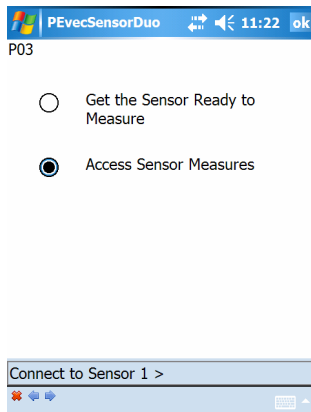 PEvecSensorDuo 11:22 ok
P03
Get the Sensor Ready to
Measure
Access Sensor Measures
Connect to Sensor 1 >